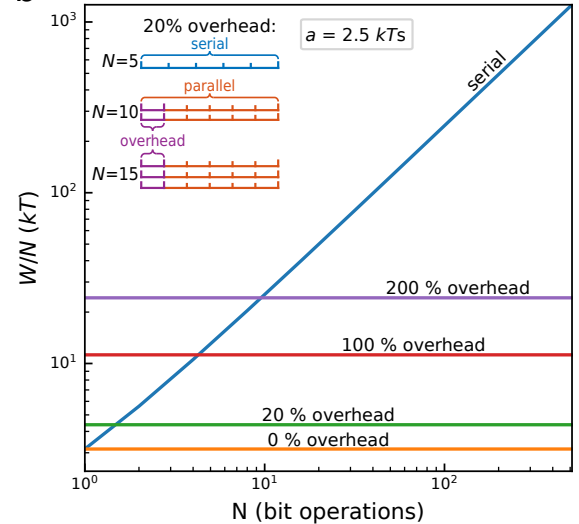 20% overhead:
a = 2.5 kTs
serial
N=5
parallel
N=10
overhead
N=15
serial
200 % overhead
100 % overhead
20 % overhead
0 % overhead
W/N (kT)
10³
10²
10¹
10⁰
10¹
10²
N (bit operations)